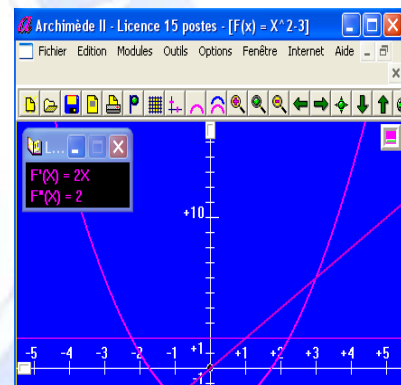 Archimède II - Licence 15 postes - [F(x) = X^2-3]
Fichier Edition Modules Outils Options Fenêtre Internet Aide
L...
F'(X) = 2X
F"(X) = 2
+10
+1
-5 -4 -3 -2 -1 +1 +2 +3 +4 +5
-1